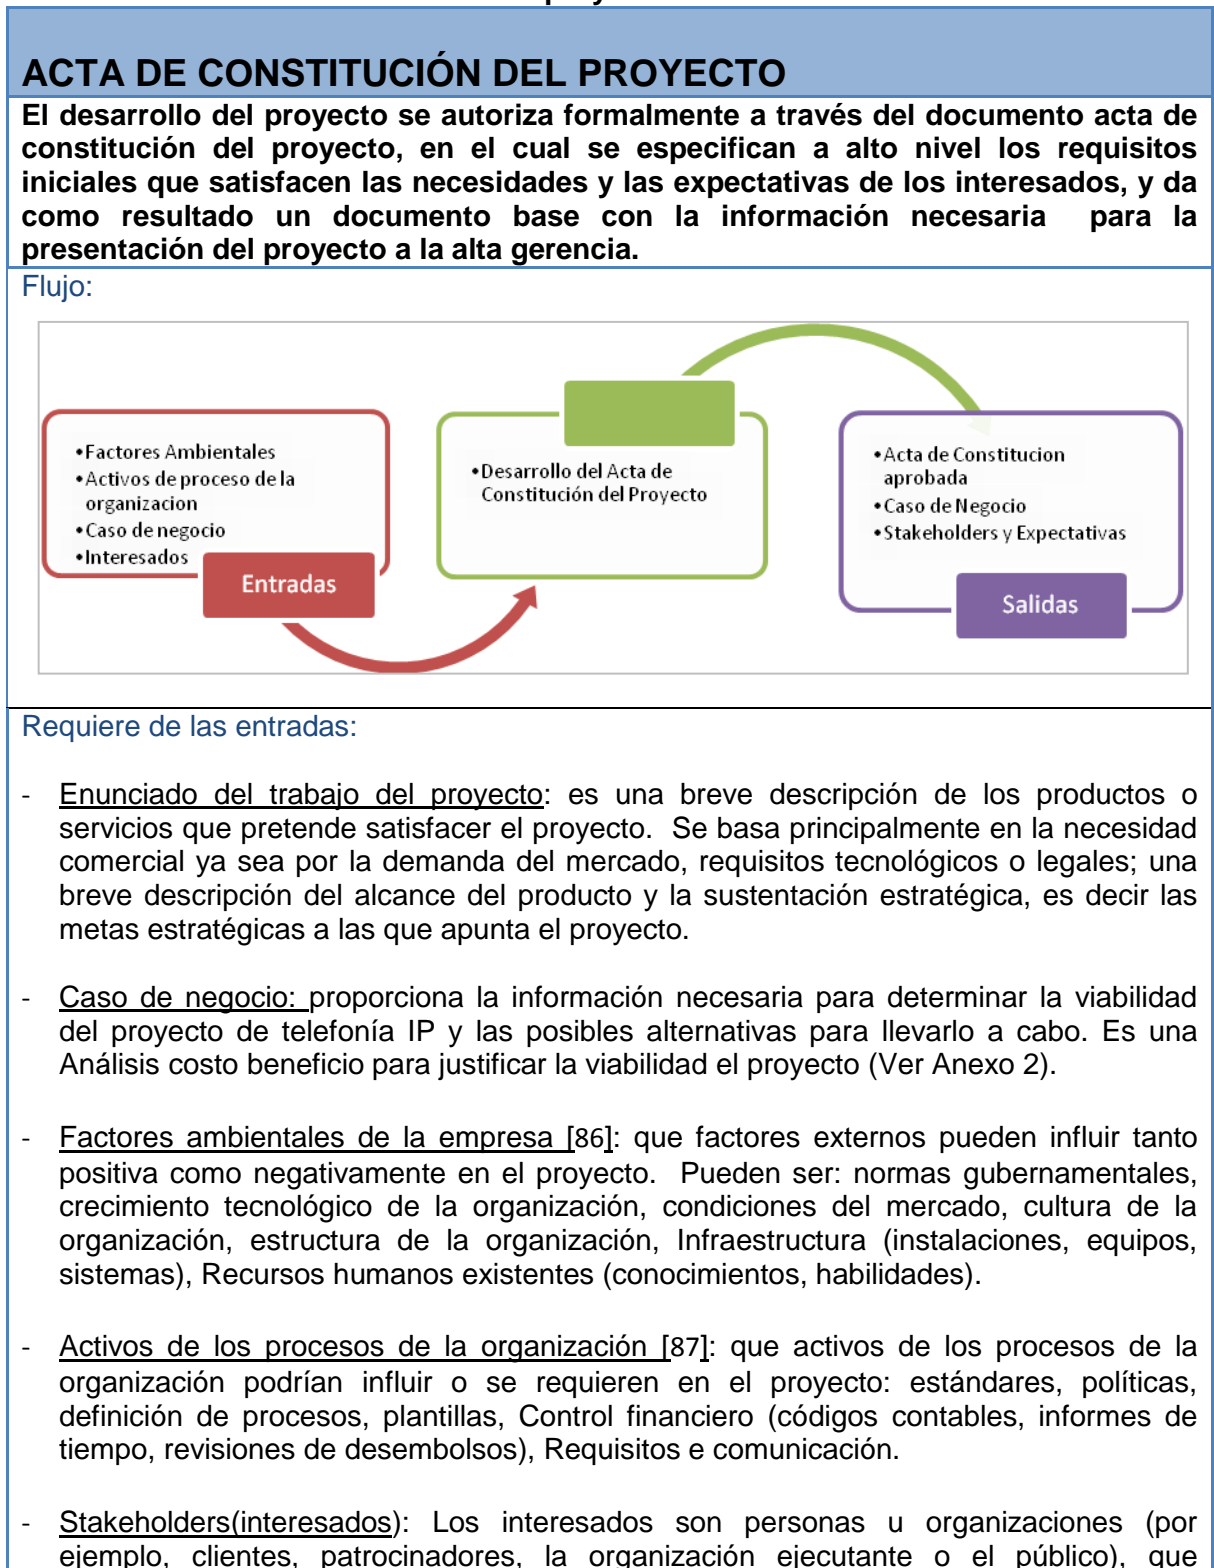 ACTA DE CONSTITUCIÓN DEL PROYECTO
El desarrollo del proyecto se autoriza formalmente a través del documento acta de
constitución del proyecto, en el cual se especifican a alto nivel los requisitos
iniciales que satisfacen las necesidades y las expectativas de los interesados, y da
como resultado un documento base con la información necesaria para la
presentación del proyecto a la alta gerencia.
Flujo:
•Factores Ambientales
•Activos de proceso de la
organizacion
•Caso de negocio
•Interesados
Entradas
•Desarrollo del Acta de
Constitución del Proyecto
•Acta de Constitucion
aprobada
•Caso de Negocio
•Stakeholders y Expectativas
Salidas
Requiere de las entradas:
- Enunciado del trabajo del proyecto: es una breve descripción de los productos o
servicios que pretende satisfacer el proyecto. Se basa principalmente en la necesidad
comercial ya sea por la demanda del mercado, requisitos tecnológicos o legales; una
breve descripción del alcance del producto y la sustentación estratégica, es decir las
metas estratégicas a las que apunta el proyecto.
- Caso de negocio: proporciona la información necesaria para determinar la viabilidad
del proyecto de telefonía IP y las posibles alternativas para llevarlo a cabo. Es una
Análisis costo beneficio para justificar la viabilidad el proyecto (Ver Anexo 2).
- Factores ambientales de la empresa [86]: que factores externos pueden influir tanto
positiva como negativamente en el proyecto. Pueden ser: normas gubernamentales,
crecimiento tecnológico de la organización, condiciones del mercado, cultura de la
organización, estructura de la organización, Infraestructura (instalaciones, equipos,
sistemas), Recursos humanos existentes (conocimientos, habilidades).
- Activos de los procesos de la organización [87]: que activos de los procesos de la
organización podrían influir o se requieren en el proyecto: estándares, políticas,
definición de procesos, plantillas, Control financiero (códigos contables, informes de
tiempo, revisiones de desembolsos), Requisitos e comunicación.
- Stakeholders(interesados): Los interesados son personas u organizaciones (por
ejemplo, clientes, patrocinadores, la organización ejecutante o el público), que